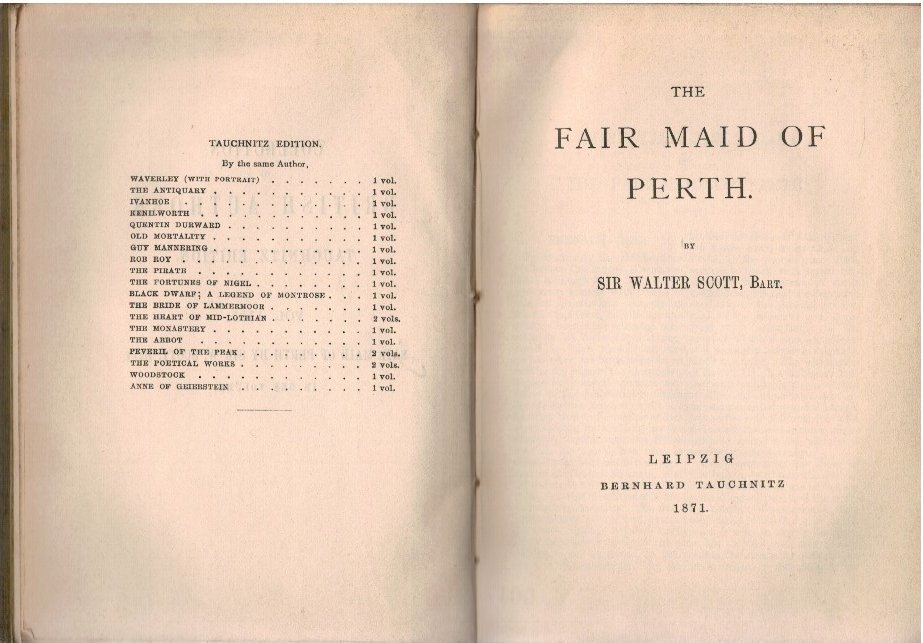 TAUCHNITZ EDITION.
By the same Author,
WAVERLEY (WITH PORTRAIT) . . . . . . 1 vol.
THE ANTIQUARY . . . . . . . . . 1 vol.
IVANHOE . . . . . . . . . . . 1 vol.
KENILWORTH . . . . . . . . . . 1 vol.
QUENTIN DURWARD . . . . . . . . 1 vol.
OLD MORTALITY . . . . . . . . . 1 vol.
GUY MANNERING . . . . . . . . . 1 vol.
ROB ROY . . . . . . . . . . . 1 vol.
THE PIRATE . . . . . . . . . . 1 vol.
THE FORTUNES OF NIGEL . . . . . . . 1 vol.
BLACK DWARF; A LEGEND OF MONTROSE . . . 1 vol.
THE BRIDE OF LAMMERMOOR . . . . . . 1 vol.
THE HEART OF MID-LOTHIAN . . . . . . 2 vols.
THE MONASTERY . . . . . . . . . 1 vol.
THE ABBOT . . . . . . . . . . 1 vol.
PEVERIL OF THE PEAK . . . . . . . . 2 vols.
THE POETICAL WORKS . . . . . . . . 2 vols.
WOODSTOCK . . . . . . . . . . 1 vol.
ANNE OF GEIERSTEIN . . . . . . . . 1 vol.
THE
FAIR MAID OF
PERTH.
BY
SIR WALTER SCOTT, BART.
LEIPZIG
BERNHARD TAUCHNITZ
1871.